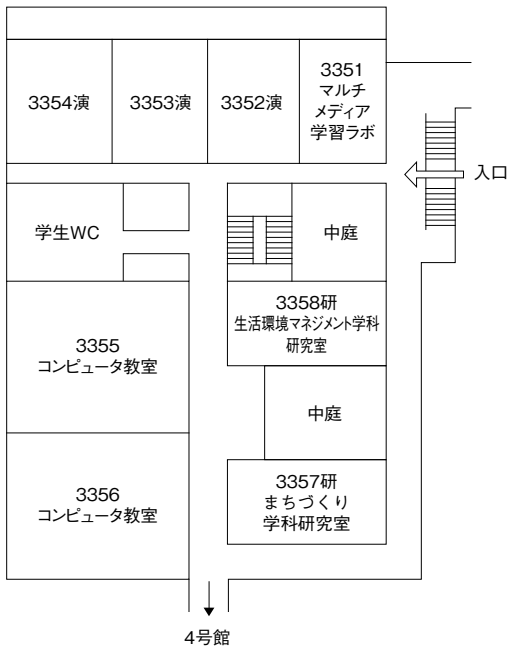 3354演
3353演
3352演
3351
マルチ
メディア
学習ラボ
入口
学生WC
中庭
3358研
生活環境マネジメント学科
研究室
3355
コンピュータ教室
中庭
3357研
まちづくり
学科研究室
3356
コンピュータ教室
4号館